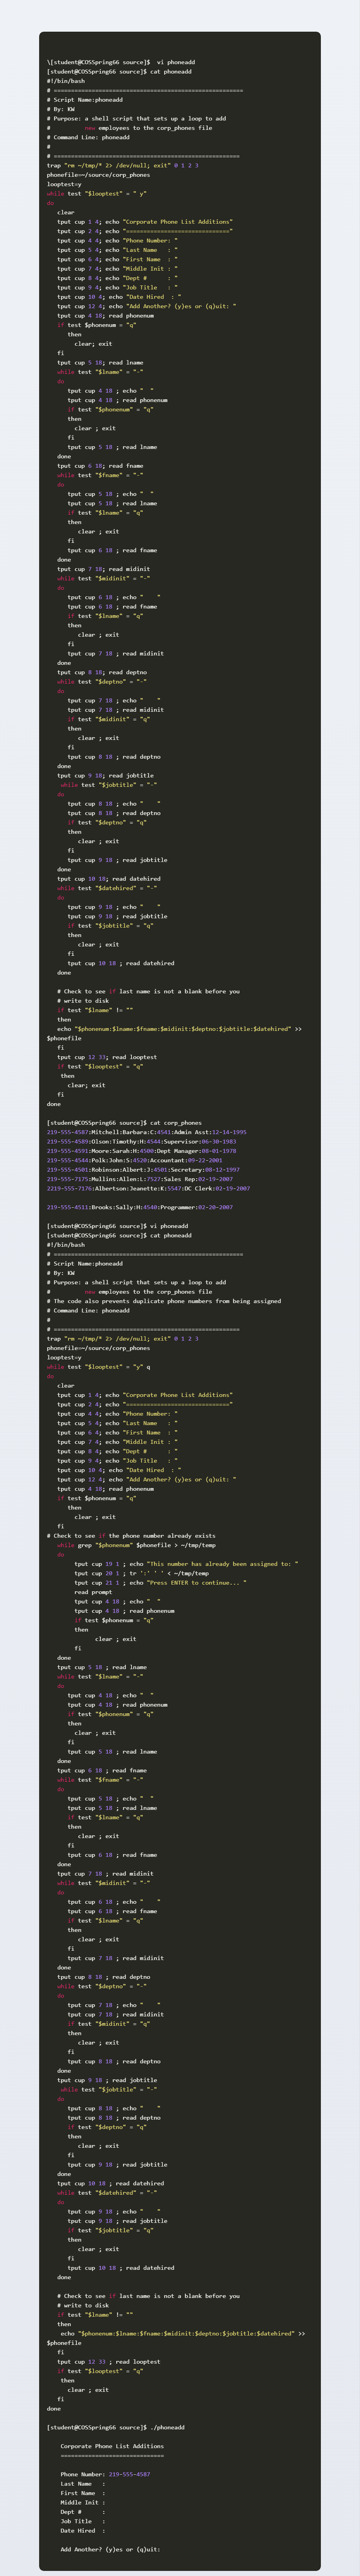 \[student@COSSpring66 source]$  vi phoneadd
[student@COSSpring66 source]$ cat phoneadd
#!/bin/bash
# =======================================================
# Script Name:phoneadd
# By: KW
# Purpose: a shell script that sets up a loop to add
#          new employees to the corp_phones file
# Command Line: phoneadd
#
# ======================================================
trap "rm ~/tmp/* 2> /dev/null; exit" 0 1 2 3
phonefile=~/source/corp_phones
looptest=y
while test "$looptest" = " y"
do
   clear
   tput cup 1 4; echo "Corporate Phone List Additions"
   tput cup 2 4; echo "=============================="
   tput cup 4 4; echo "Phone Number: "
   tput cup 5 4; echo "Last Name   : "
   tput cup 6 4; echo "First Name  : "
   tput cup 7 4; echo "Middle Init : "
   tput cup 8 4; echo "Dept #      : "
   tput cup 9 4; echo "Job Title   : "
   tput cup 10 4; echo "Date Hired  : "
   tput cup 12 4; echo "Add Another? (y)es or (q)uit: "
   tput cup 4 18; read phonenum
   if test $phonenum = "q"
      then
        clear; exit
   fi
   tput cup 5 18; read lname
   while test "$lname" = "-"
   do
      tput cup 4 18 ; echo "  "
      tput cup 4 18 ; read phonenum
      if test "$phonenum" = "q"
      then
        clear ; exit
      fi
      tput cup 5 18 ; read lname
   done
   tput cup 6 18; read fname
   while test "$fname" = "-"
   do
      tput cup 5 18 ; echo "  "
      tput cup 5 18 ; read lname
      if test "$lname" = "q"
      then
         clear ; exit
      fi
      tput cup 6 18 ; read fname
   done
   tput cup 7 18; read midinit
   while test "$midinit" = "-"
   do
      tput cup 6 18 ; echo "    "
      tput cup 6 18 ; read fname
      if test "$lname" = "q"
      then
         clear ; exit
      fi
      tput cup 7 18 ; read midinit
   done
   tput cup 8 18; read deptno
   while test "$deptno" = "-"
   do
      tput cup 7 18 ; echo "    "
      tput cup 7 18 ; read midinit
      if test "$midinit" = "q"
      then
         clear ; exit
      fi
      tput cup 8 18 ; read deptno
   done
   tput cup 9 18; read jobtitle
    while test "$jobtitle" = "-"
   do
      tput cup 8 18 ; echo "    "
      tput cup 8 18 ; read deptno
      if test "$deptno" = "q"
      then
         clear ; exit
      fi
      tput cup 9 18 ; read jobtitle
   done
   tput cup 10 18; read datehired
   while test "$datehired" = "-"
   do
      tput cup 9 18 ; echo "    "
      tput cup 9 18 ; read jobtitle
      if test "$jobtitle" = "q"
      then
         clear ; exit
      fi
      tput cup 10 18 ; read datehired
   done

   # Check to see if last name is not a blank before you
   # write to disk
   if test "$lname" != ""
   then
   echo "$phonenum:$lname:$fname:$midinit:$deptno:$jobtitle:$datehired" >>
$phonefile
   fi
   tput cup 12 33; read looptest
   if test "$looptest" = "q"
    then
      clear; exit
   fi
done

[student@COSSpring66 source]$ cat corp_phones
219-555-4587:Mitchell:Barbara:C:4541:Admin Asst:12-14-1995
219-555-4589:Olson:Timothy:H:4544:Supervisor:06-30-1983
219-555-4591:Moore:Sarah:H:4500:Dept Manager:08-01-1978
219-555-4544:Polk:John:S:4520:Accountant:09-22-2001
219-555-4501:Robinson:Albert:J:4501:Secretary:08-12-1997
219-555-7175:Mullins:Allen:L:7527:Sales Rep:02-19-2007
2219-555-7176:Albertson:Jeanette:K:5547:DC Clerk:02-19-2007

219-555-4511:Brooks:Sally:H:4540:Programmer:02-20-2007

[student@COSSpring66 source]$ vi phoneadd
[student@COSSpring66 source]$ cat phoneadd
#!/bin/bash
# =======================================================
# Script Name:phoneadd
# By: KW
# Purpose: a shell script that sets up a loop to add
#          new employees to the corp_phones file
# The code also prevents duplicate phone numbers from being assigned
# Command Line: phoneadd
#
# ======================================================
trap "rm ~/tmp/* 2> /dev/null; exit" 0 1 2 3
phonefile=~/source/corp_phones
looptest=y
while test "$looptest" = "y" q
do
   clear
   tput cup 1 4; echo "Corporate Phone List Additions"
   tput cup 2 4; echo "=============================="
   tput cup 4 4; echo "Phone Number: "
   tput cup 5 4; echo "Last Name   : "
   tput cup 6 4; echo "First Name  : "
   tput cup 7 4; echo "Middle Init : "
   tput cup 8 4; echo "Dept #      : "
   tput cup 9 4; echo "Job Title   : "
   tput cup 10 4; echo "Date Hired  : "
   tput cup 12 4; echo "Add Another? (y)es or (q)uit: "
   tput cup 4 18; read phonenum
   if test $phonenum = "q"
      then
        clear ; exit
   fi
# Check to see if the phone number already exists
   while grep "$phonenum" $phonefile > ~/tmp/temp
   do
        tput cup 19 1 ; echo "This number has already been assigned to: "
        tput cup 20 1 ; tr ':' ' ' < ~/tmp/temp
        tput cup 21 1 ; echo "Press ENTER to continue... "
        read prompt
        tput cup 4 18 ; echo "  "
        tput cup 4 18 ; read phonenum
        if test $phonenum = "q"
        then
              clear ; exit
        fi
   done
   tput cup 5 18 ; read lname
   while test "$lname" = "-"
   do
      tput cup 4 18 ; echo "  "
      tput cup 4 18 ; read phonenum
      if test "$phonenum" = "q"
      then
        clear ; exit
      fi
      tput cup 5 18 ; read lname
   done
   tput cup 6 18 ; read fname
   while test "$fname" = "-"
   do
      tput cup 5 18 ; echo "  "
      tput cup 5 18 ; read lname
      if test "$lname" = "q"
      then
         clear ; exit
      fi
      tput cup 6 18 ; read fname
   done
   tput cup 7 18 ; read midinit
   while test "$midinit" = "-"
   do
      tput cup 6 18 ; echo "    "
      tput cup 6 18 ; read fname
      if test "$lname" = "q"
      then
         clear ; exit
      fi
      tput cup 7 18 ; read midinit
   done
   tput cup 8 18 ; read deptno
   while test "$deptno" = "-"
   do
      tput cup 7 18 ; echo "    "
      tput cup 7 18 ; read midinit
      if test "$midinit" = "q"
      then
         clear ; exit
      fi
      tput cup 8 18 ; read deptno
   done
   tput cup 9 18 ; read jobtitle
    while test "$jobtitle" = "-"
   do
      tput cup 8 18 ; echo "    "
      tput cup 8 18 ; read deptno
      if test "$deptno" = "q"
      then
         clear ; exit
      fi
      tput cup 9 18 ; read jobtitle
   done
   tput cup 10 18 ; read datehired
   while test "$datehired" = "-"
   do
      tput cup 9 18 ; echo "    "
      tput cup 9 18 ; read jobtitle
      if test "$jobtitle" = "q"
      then
         clear ; exit
      fi
      tput cup 10 18 ; read datehired
   done

   # Check to see if last name is not a blank before you
   # write to disk
   if test "$lname" != ""
   then
    echo "$phonenum:$lname:$fname:$midinit:$deptno:$jobtitle:$datehired" >>
$phonefile
   fi
   tput cup 12 33 ; read looptest
   if test "$looptest" = "q"
    then
      clear ; exit
   fi
done

[student@COSSpring66 source]$ ./phoneadd

    Corporate Phone List Additions
    ==============================

    Phone Number: 219-555-4587
    Last Name   :
    First Name  :
    Middle Init :
    Dept #      :
    Job Title   :
    Date Hired  :

    Add Another? (y)es or (q)uit: